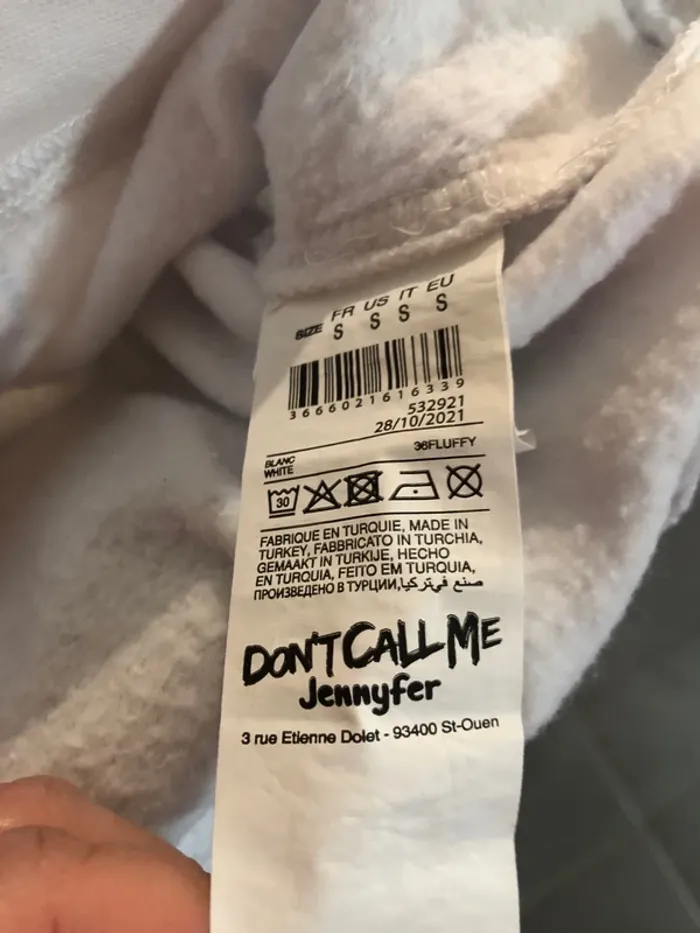 SIZE FR US IT EU
S S S S
3666021616339
532921
28/10/2021
36FLUFFY
BLANC
WHITE
30
FABRIQUE EN TURQUIE, MADE IN
TURKEY, FABBRICATO IN TURCHIA,
GEMAAKT IN TURKIJE, HECHO
EN TURQUIA, FEITO EM TURQUIA,
ПРОИЗВЕДЕНО В ТУРЦИИ, صنع في تركيا
DON'T CALL ME
Jennyfer
3 rue Etienne Dolet - 93400 St-Ouen